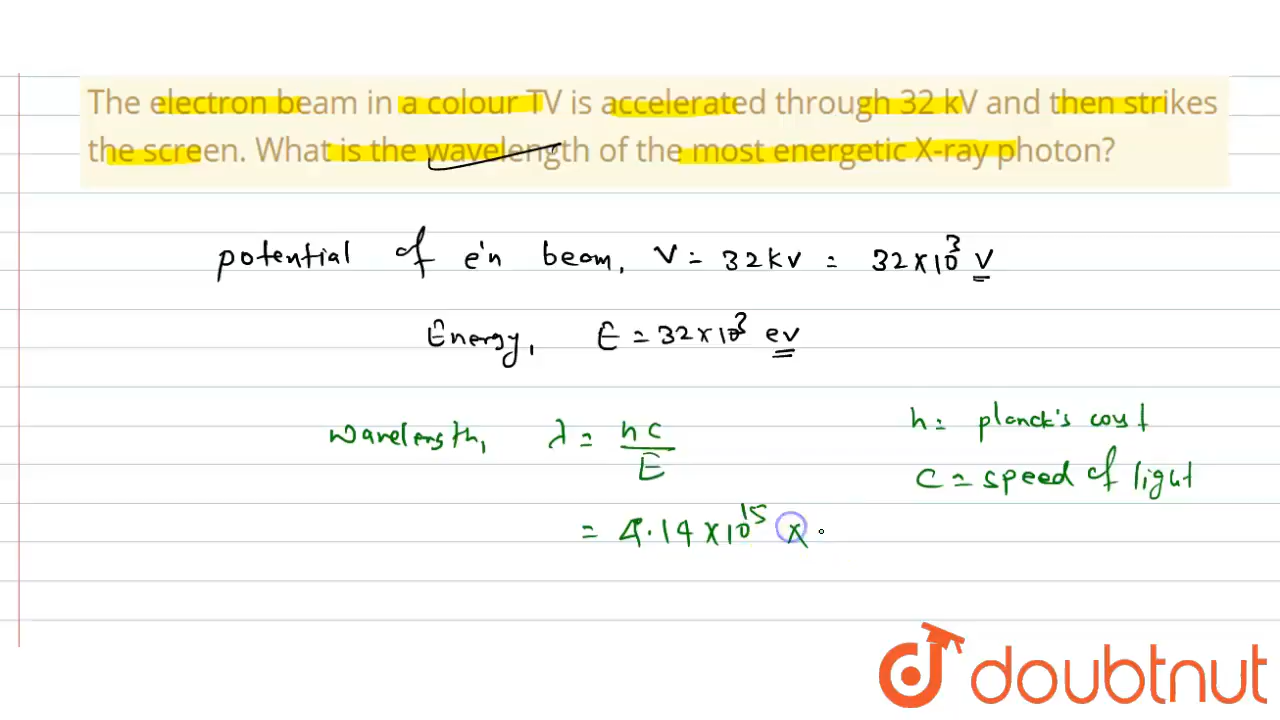 The electron beam in a colour TV is accelerated through 32 kV and then strikes
the screen. What is the wavelength of the most energetic X-ray photon?
potential of e'n beam, V = 32kV = 32×10³ V
Energy, E = 32×10³ ev
wavelength, λ = hc/E
h = planck's const
C = speed of light
= 4.14×10¹⁵ ×
doubtnut